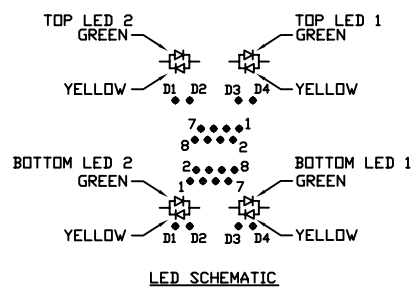 TOP LED 2
GREEN
TOP LED 1
GREEN
YELLOW
D1 D2
D3 D4
YELLOW
7
1
8
2
2
8
1
7
BOTTOM LED 2
GREEN
BOTTOM LED 1
GREEN
YELLOW
D1 D2
D3 D4
YELLOW
LED SCHEMATIC